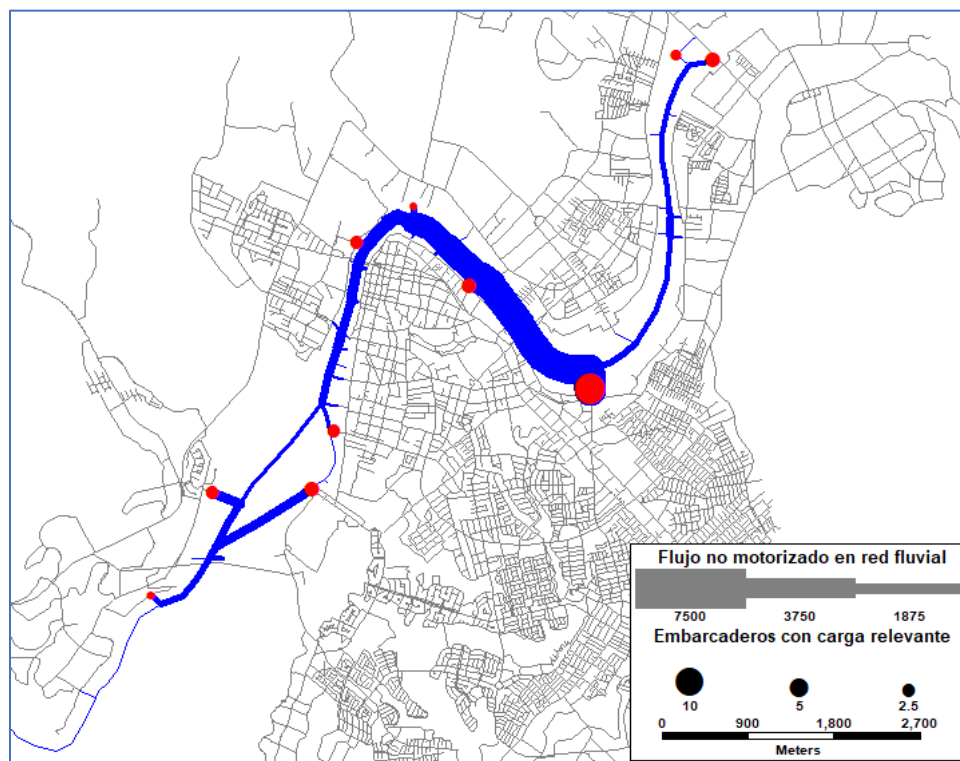 Flujo no motorizado en red fluvial
7500 3750 1875
Embarcaderos con carga relevante
10 5 2.5
0 900 1,800 2,700
Meters